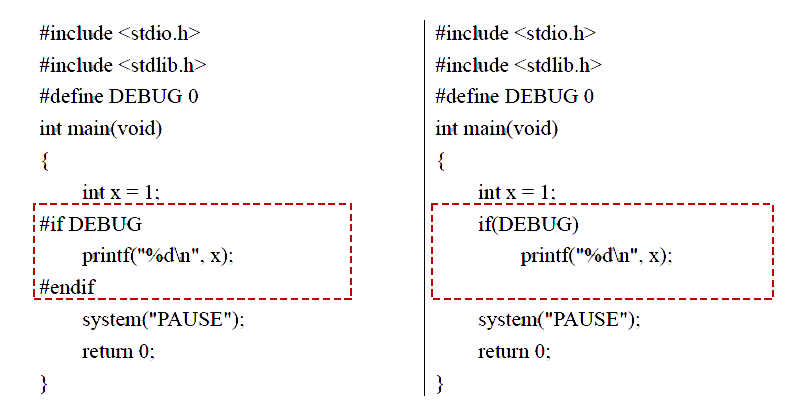 #include <stdio.h>
#include <stdlib.h>
#define DEBUG 0
int main(void)
{
int x = 1;
#if DEBUG
printf("%d\n", x);
#endif
system("PAUSE");
return 0;
}
#include <stdio.h>
#include <stdlib.h>
#define DEBUG 0
int main(void)
{
int x = 1;
if(DEBUG)
printf("%d\n", x);
system("PAUSE");
return 0;
}